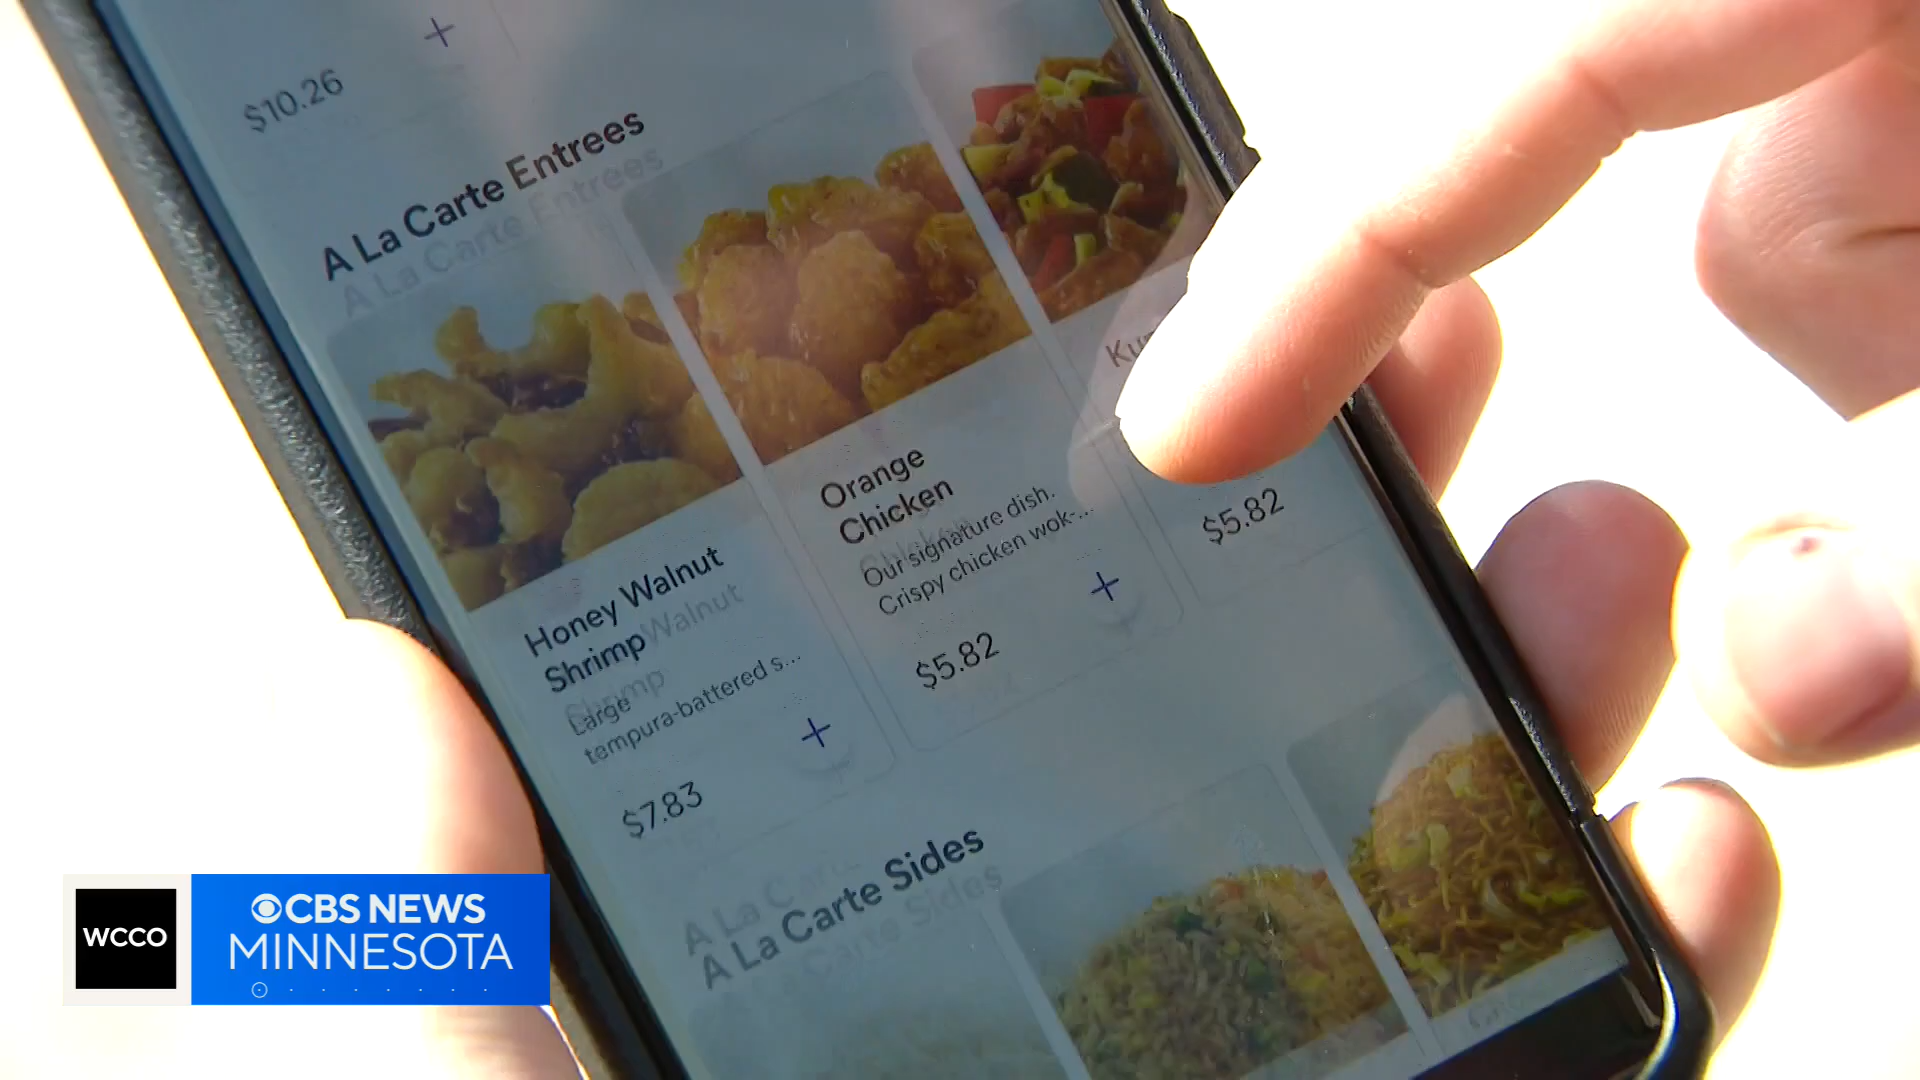 $10.26
A La Carte Entrees
Honey Walnut
Shrimp
Large
tempura-battered s...
$7.83
Orange
Chicken
Our signature dish.
Crispy chicken wok-...
$5.82
$5.82
A La Carte Sides
WCCO
CBS NEWS
MINNESOTA